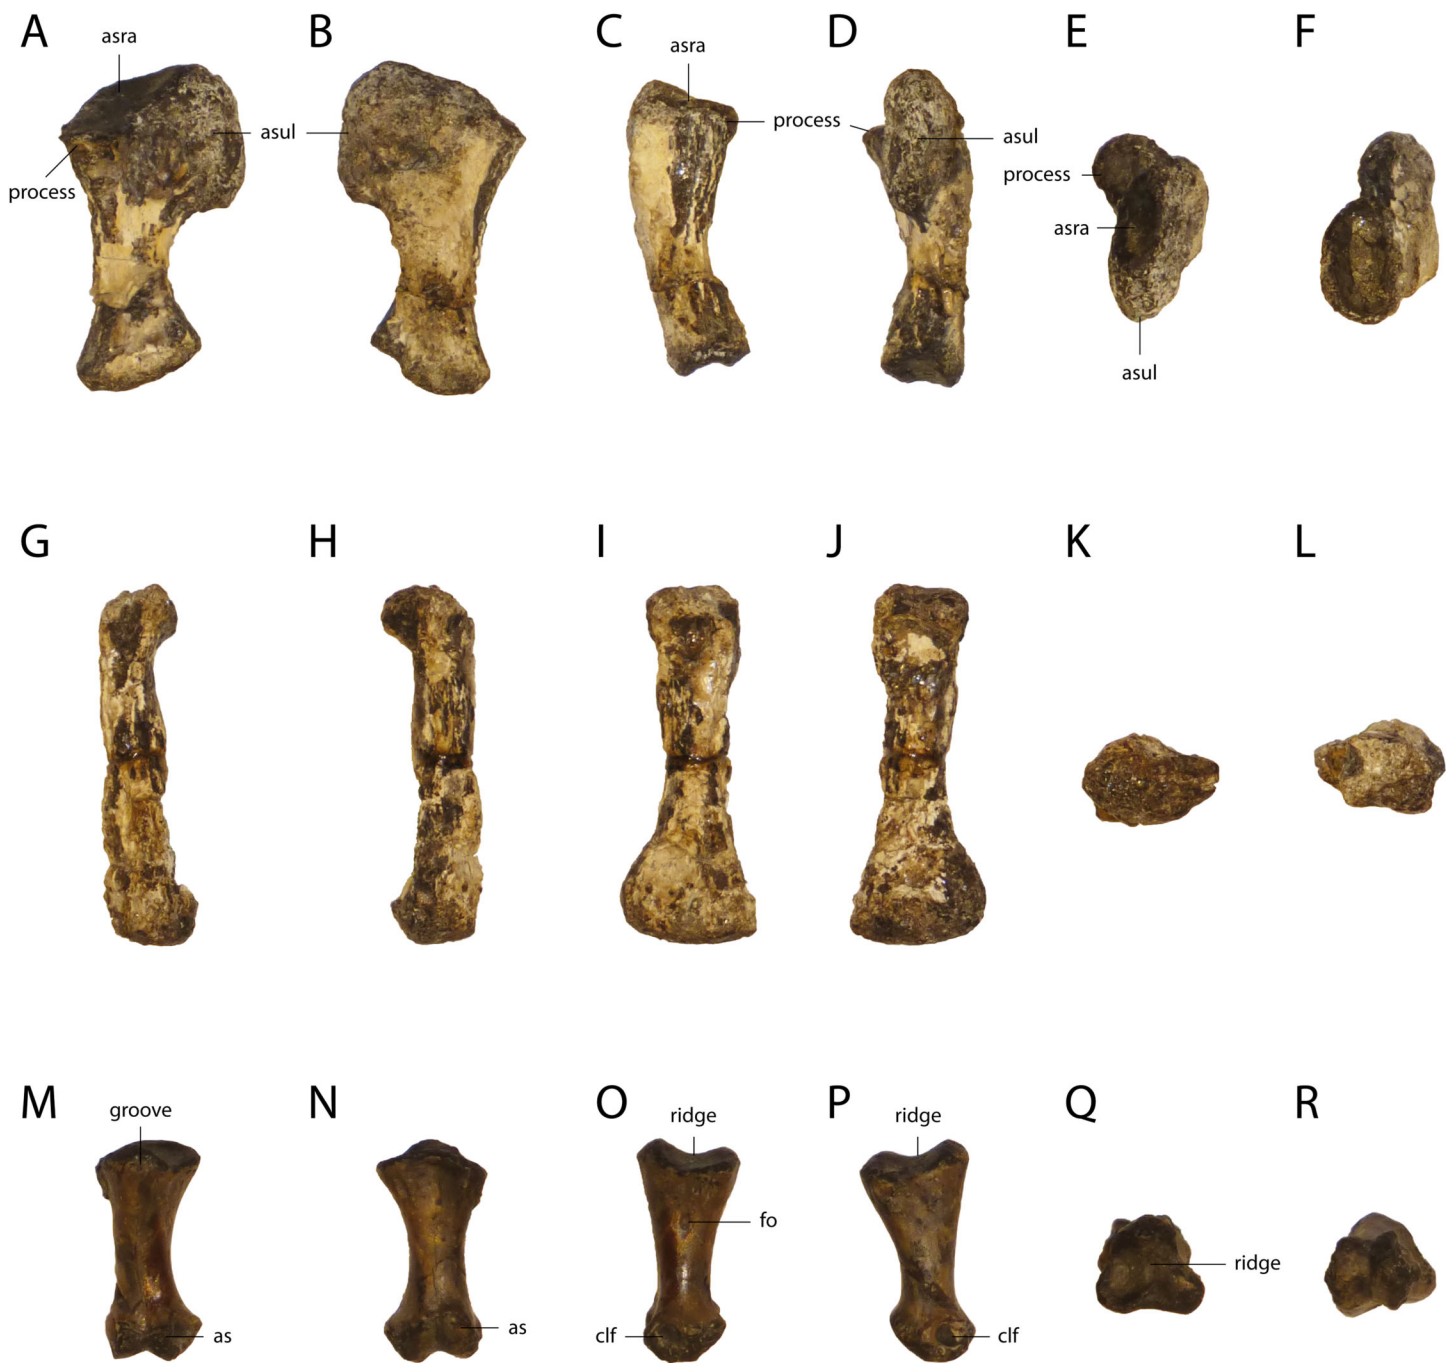 A B C D E F
asra
asra
asul process asul
process
process
asra
asul
G H I J K L
M N O P Q R
groove ridge ridge
fo
ridge
as as clf clf